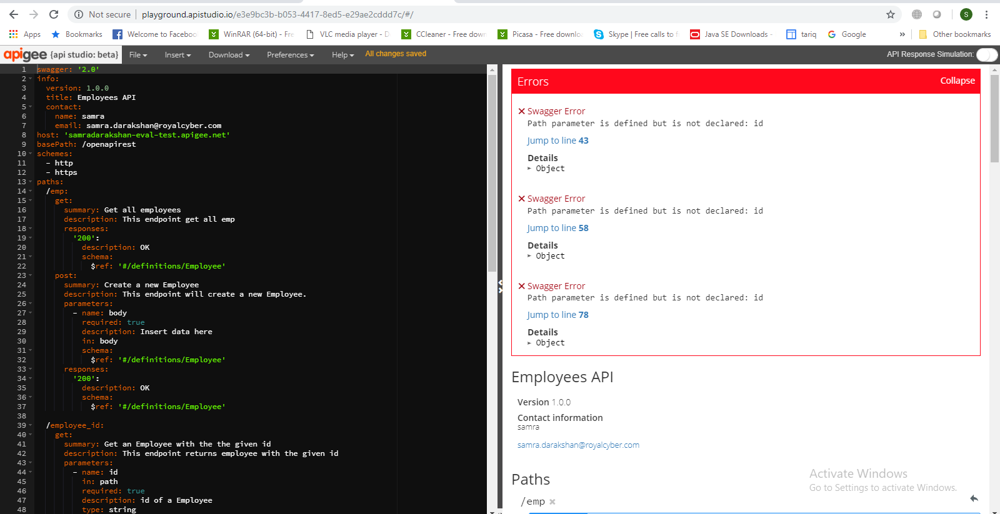 Not secure
playground.apistudio.io/e3e9bc3b-b053-4417-8ed5-e29ae2cddd7c/#/
S
Apps
Bookmarks
Welcome to Faceboo
WinRAR (64-bit) - Fre
VLC media player - D
CCleaner - Free down
Picasa - Free downlo
Skype | Free calls to f
Java SE Downloads -
tariq
Google
»
Other bookmarks
apigee {api studio: beta}
File
Insert
Download
Preferences
Help
All changes saved
API Response Simulation:
1 swagger: '2.0'
2 info:
3 version: 1.0.0
4 title: Employees API
5 contact:
6 name: samra
7 email: samra.darakshan@royalcyber.com
8 host: 'samradarakshan-eval-test.apigee.net'
9 basePath: /openapirest
10 schemes:
11 - http
12 - https
13 paths:
14 /emp:
15 get:
16 summary: Get all employees
17 description: This endpoint get all emp
18 responses:
19 '200':
20 description: OK
21 schema:
22 $ref: '#/definitions/Employee'
23 post:
24 summary: Create a new Employee
25 description: This endpoint will create a new Employee.
26 parameters:
27 - name: body
28 required: true
29 description: Insert data here
30 in: body
31 schema:
32 $ref: '#/definitions/Employee'
33 responses:
34 '200':
35 description: OK
36 schema:
37 $ref: '#/definitions/Employee'
38
39 /employee_id:
40 get:
41 summary: Get an Employee with the the given id
42 description: This endpoint returns employee with the given id
43 parameters:
44 - name: id
45 in: path
46 required: true
47 description: id of a Employee
48 type: string
Errors
Collapse
Swagger Error
Path parameter is defined but is not declared: id
Jump to line 43
Details
Object
Swagger Error
Path parameter is defined but is not declared: id
Jump to line 58
Details
Object
Swagger Error
Path parameter is defined but is not declared: id
Jump to line 78
Details
Object
Employees API
Version 1.0.0
Contact information
samra
samra.darakshan@royalcyber.com
Paths
/emp
Activate Windows
Go to Settings to activate Windows.